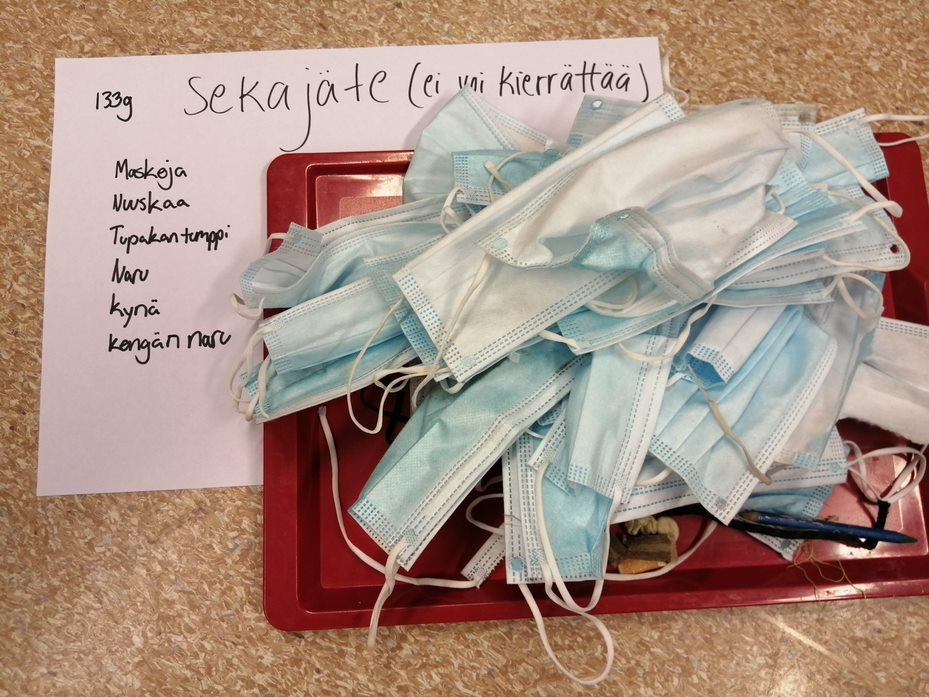 Sekajäte (ei voi kierrättää)
133g
Maskeja
Nuuskaa
Tupakantumppi
Naru
Kynä
kengän naru